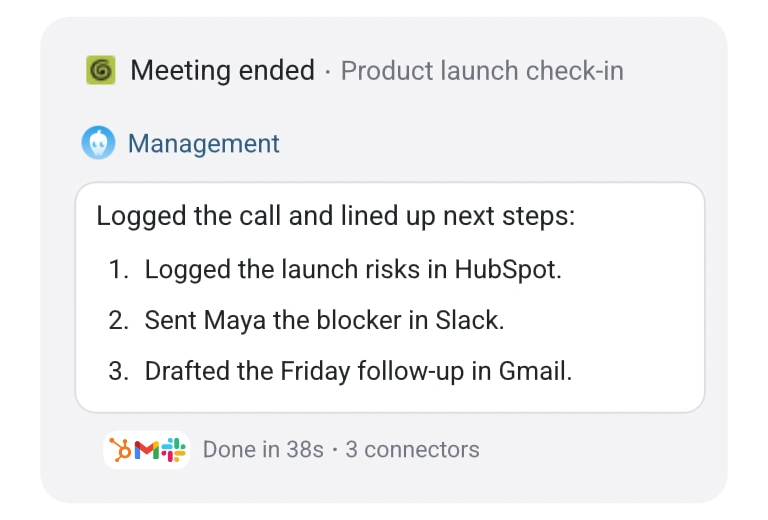 Meeting ended · Product launch check-in
Management
Logged the call and lined up next steps:
1. Logged the launch risks in HubSpot.
2. Sent Maya the blocker in Slack.
3. Drafted the Friday follow-up in Gmail.
Done in 38s · 3 connectors